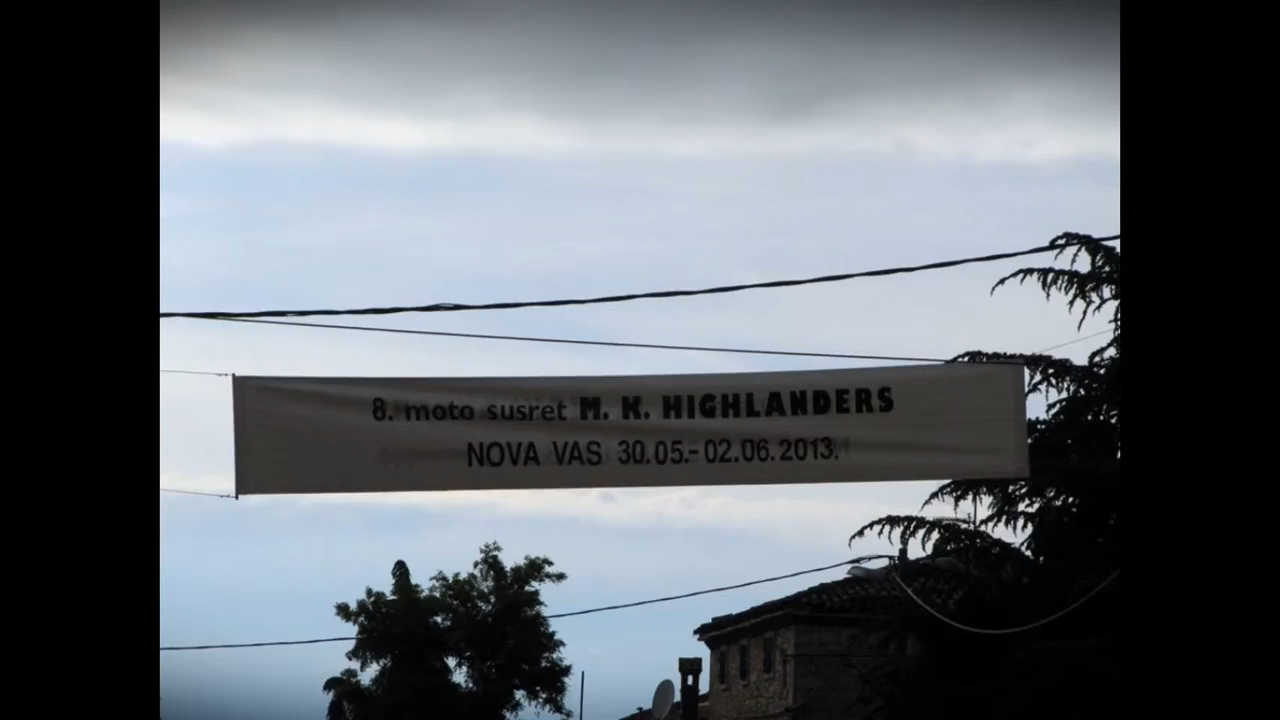 8. moto susret M. K. HIGHLANDERS
NOVA VAS 30.05.-02.06.2013.